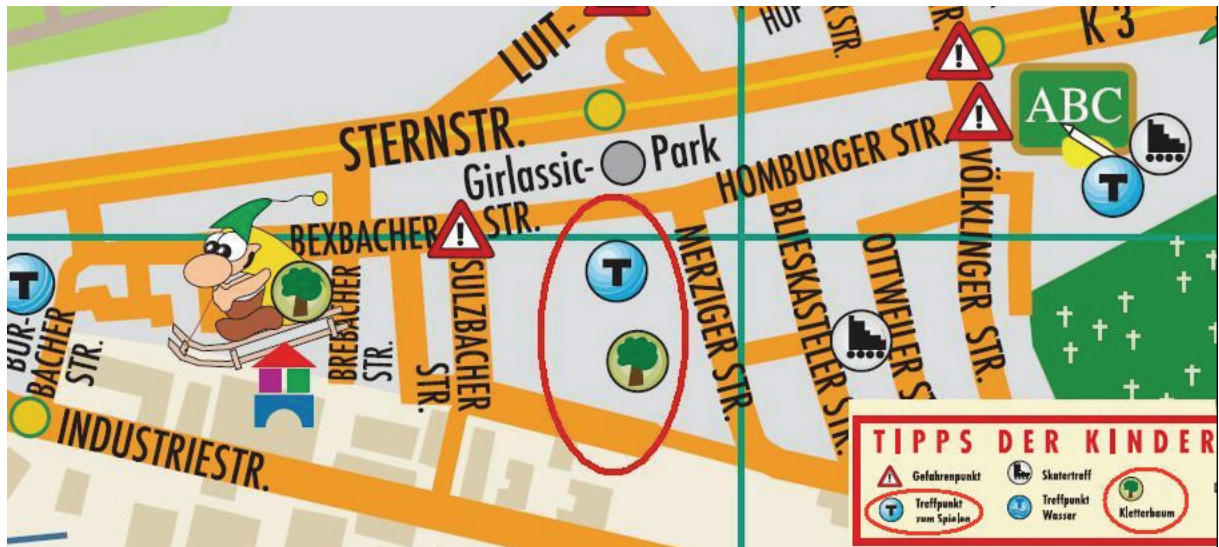 LUIT-
HOF
ER STR.
STR.
K 3
STERNSTR.
Girlassic- Park
HOMBURGER STR.
ABC
T
BEXBACHER STR.
T
T
BUR-
BACHER
STR.
BREBACHER
STR.
SULZBACHER
STR.
MERZIGER STR.
BLIESKASTELER STR.
OTTWEILER ST
VÖLKLINGER STR.
INDUSTRIESTR.
TIPPS DER KINDER
Gefahrenpunkt
Skatertreff
T Treffpunkt
zum Spielen
Treffpunkt
Wasser
Kletterbaum